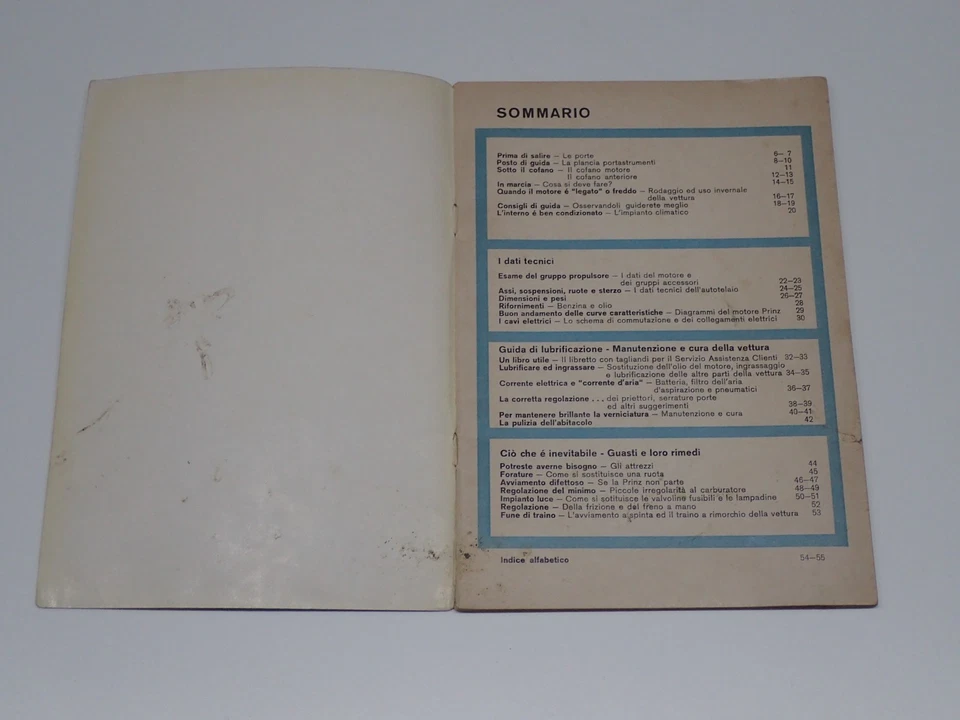 SOMMARIO
Prima di salire — Le porte 6— 7
Posto di guida — La plancia portastrumenti 8—10
Sotto il cofano — Il cofano motore 11
Il cofano anteriore 12—13
In marcia — Cosa si deve fare? 14—15
Quando il motore é "legato" o freddo — Rodaggio ed uso invernale
della vettura 16—17
Consigli di guida — Osservandoli guiderete meglio 18—19
L'interno é ben condizionato — L'impianto climatico 20
I dati tecnici
Esame del gruppo propulsore — I dati del motore e
dei gruppi accessori 22—23
Assi, sospensioni, ruote e sterzo — I dati tecnici dell'autotelaio 24—25
Dimensioni e pesi 26—27
Rifornimenti — Benzina e olio 28
Buon andamento delle curve caratteristiche — Diagrammi del motore Prinz 29
I cavi elettrici — Lo schema di commutazione e dei collegamenti elettrici 30
Guida di lubrificazione - Manutenzione e cura della vettura
Un libro utile — Il libretto con tagliandi per il Servizio Assistenza Clienti 32—33
Lubrificare ed ingrassare — Sostituzione dell'olio del motore, ingrassaggio
e lubrificazione delle altre parti della vettura 34—35
Corrente elettrica e "corrente d'aria" — Batteria, filtro dell'aria
d'aspirazione e pneumatici 36—37
La corretta regolazione . . . dei priettori, serrature porte
ed altri suggerimenti 38—39
Per mantenere brillante la verniciatura — Manutenzione e cura 40—41
La pulizia dell'abitacolo 42
Ciò che é inevitabile - Guasti e loro rimedi
Potreste averne bisogno — Gli attrezzi 44
Forature — Come si sostituisce una ruota 45
Avviamento difettoso — Se la Prinz non parte 46—47
Regolazione del minimo — Piccole irregolarità al carburatore 48—49
Impianto luce — Come si sotituisce le valvoline fusibili e le lampadine 50—51
Regolazione — Della frizione e del freno a mano 52
Fune di traino — L'avviamento a spinta ed il traino a rimorchio della vettura 53
Indice alfabetico 54—55